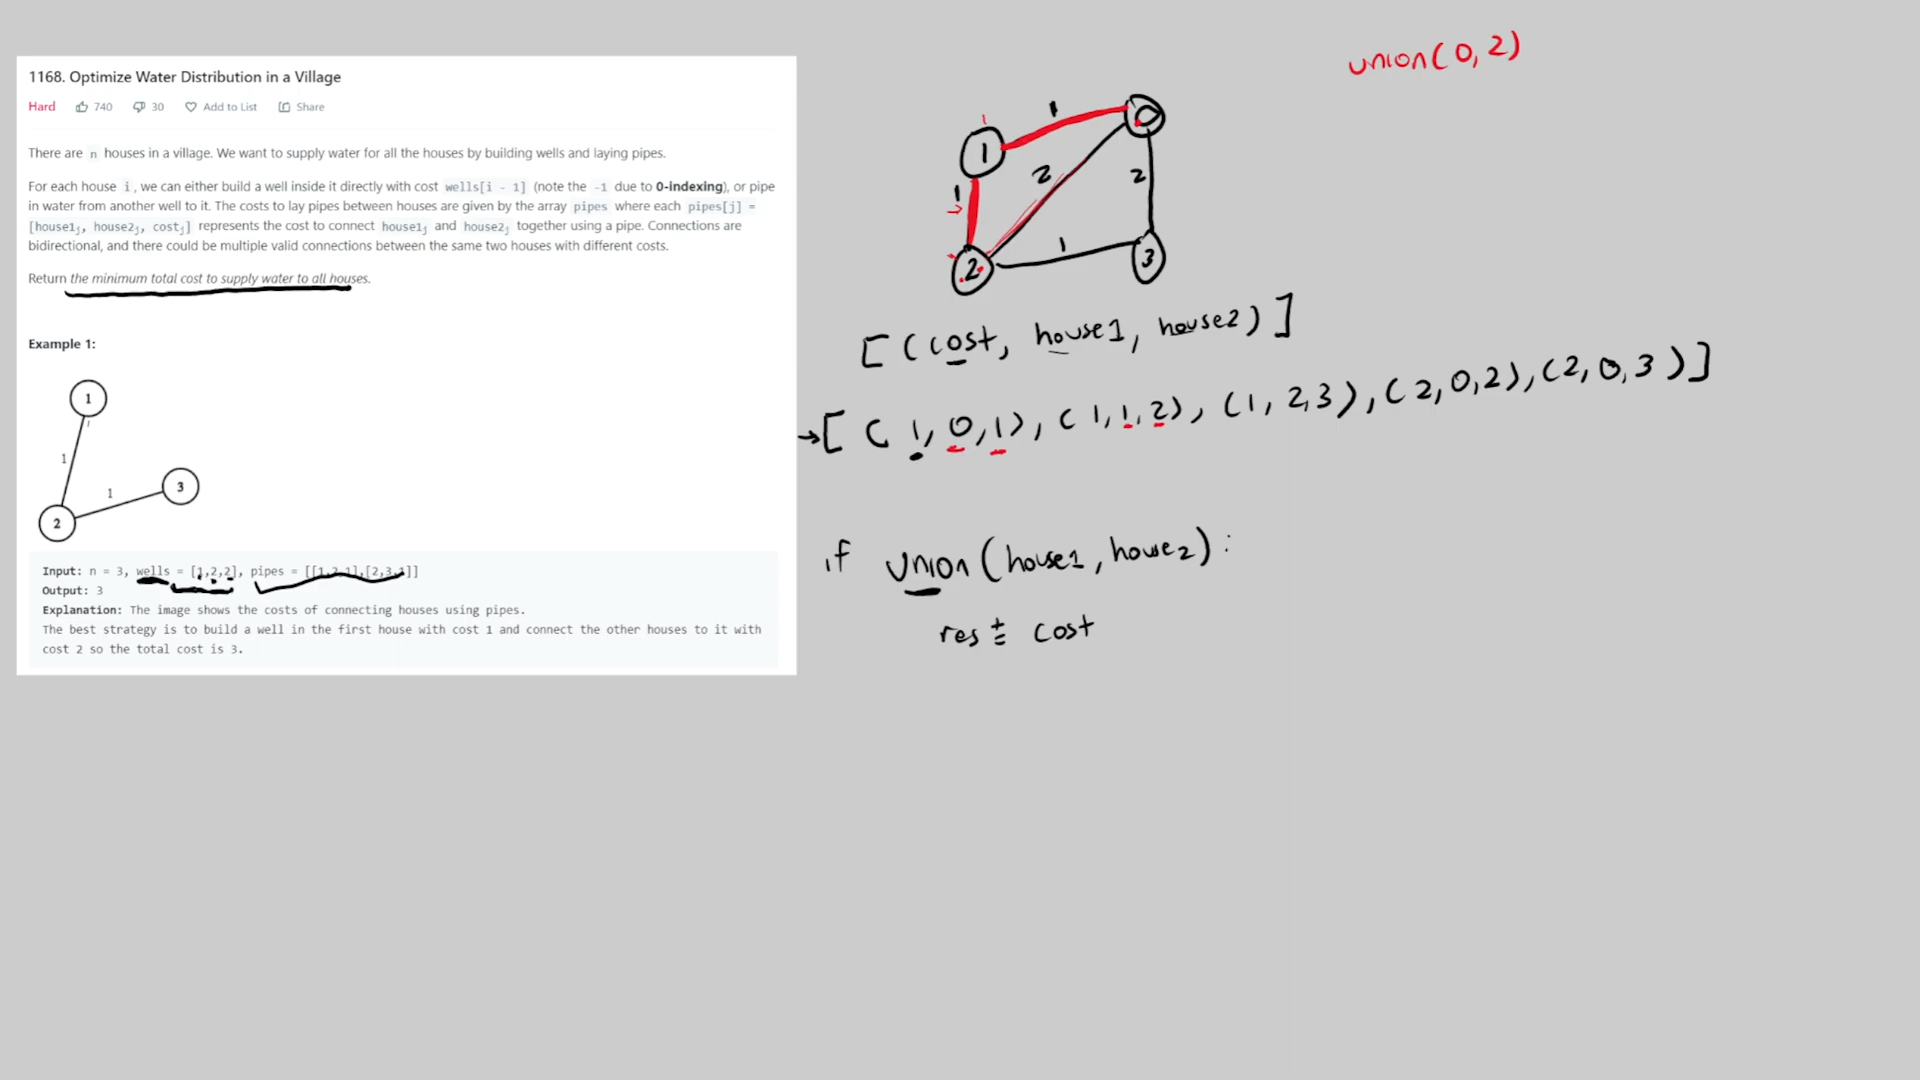 1168. Optimize Water Distribution in a Village
Hard 740 30 Add to List Share
There are n houses in a village. We want to supply water for all the houses by building wells and laying pipes.
For each house i, we can either build a well inside it directly with cost wells[i - 1] (note the -1 due to 0-indexing), or pipe
in water from another well to it. The costs to lay pipes between houses are given by the array pipes where each pipes[j] =
[house1j, house2j, costj] represents the cost to connect house1j and house2j together using a pipe. Connections are
bidirectional, and there could be multiple valid connections between the same two houses with different costs.
Return the minimum total cost to supply water to all houses.
Example 1:
1
1
3
1
2
Input: n = 3, wells = [1,2,2], pipes = [[1,2,1],[2,3,1]]
Output: 3
Explanation: The image shows the costs of connecting houses using pipes.
The best strategy is to build a well in the first house with cost 1 and connect the other houses to it with
cost 2 so the total cost is 3.
union(0,2)
1
0
1
1
2
2
1
2
3
[(cost, house1, house2)]
→[(1,0,1), (1,1,2), (1,2,3), (2,0,2), (2,0,3)]
if union(house1, house2):
res += cost